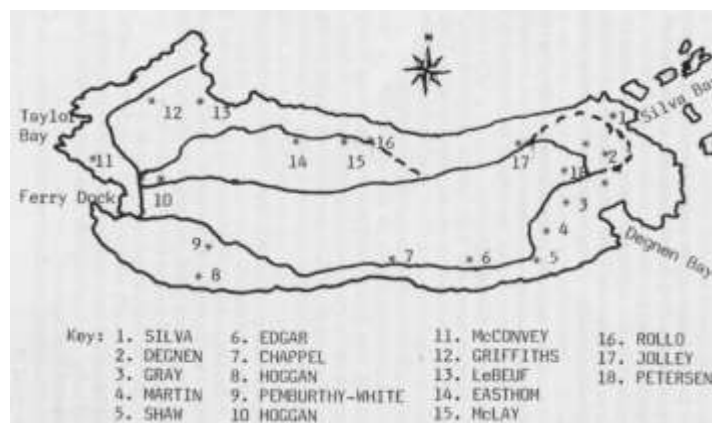 N
Silva Bay
1
Taylor
Bay
12
13
14
15
16
17
2
11
18
10
Ferry Dock
3
4
Degnen Bay
9
7
6
5
8
Key: 1. SILVA 6. EDGAR 11. McCONVEY 16. ROLLO
2. DEGNEN 7. CHAPPEL 12. GRIFFITHS 17. JOLLEY
3. GRAY 8. HOGGAN 13. LeBEUF 18. PETERSEN
4. MARTIN 9. PEMBURTHY-WHITE 14. EASTHOM
5. SHAW 10 HOGGAN 15. McLAY